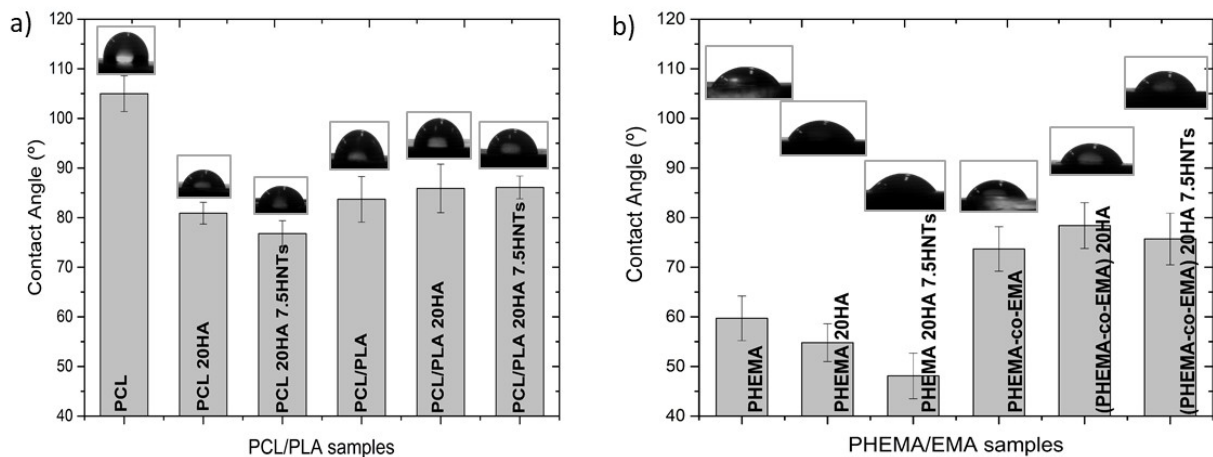 a)
Contact Angle (º)
120
110
100
90
80
70
60
50
40
PCL
PCL 20HA
PCL 20HA 7.5HNTs
PCL/PLA
PCL/PLA 20HA
PCL/PLA 20HA 7.5HNTs
PCL/PLA samples
b)
Contact Angle (º)
120
110
100
90
80
70
60
50
40
PHEMA
PHEMA 20HA
PHEMA 20HA 7.5HNTs
PHEMA-co-EMA
(PHEMA-co-EMA) 20HA
(PHEMA-co-EMA) 20HA 7.5HNTs
PHEMA/EMA samples